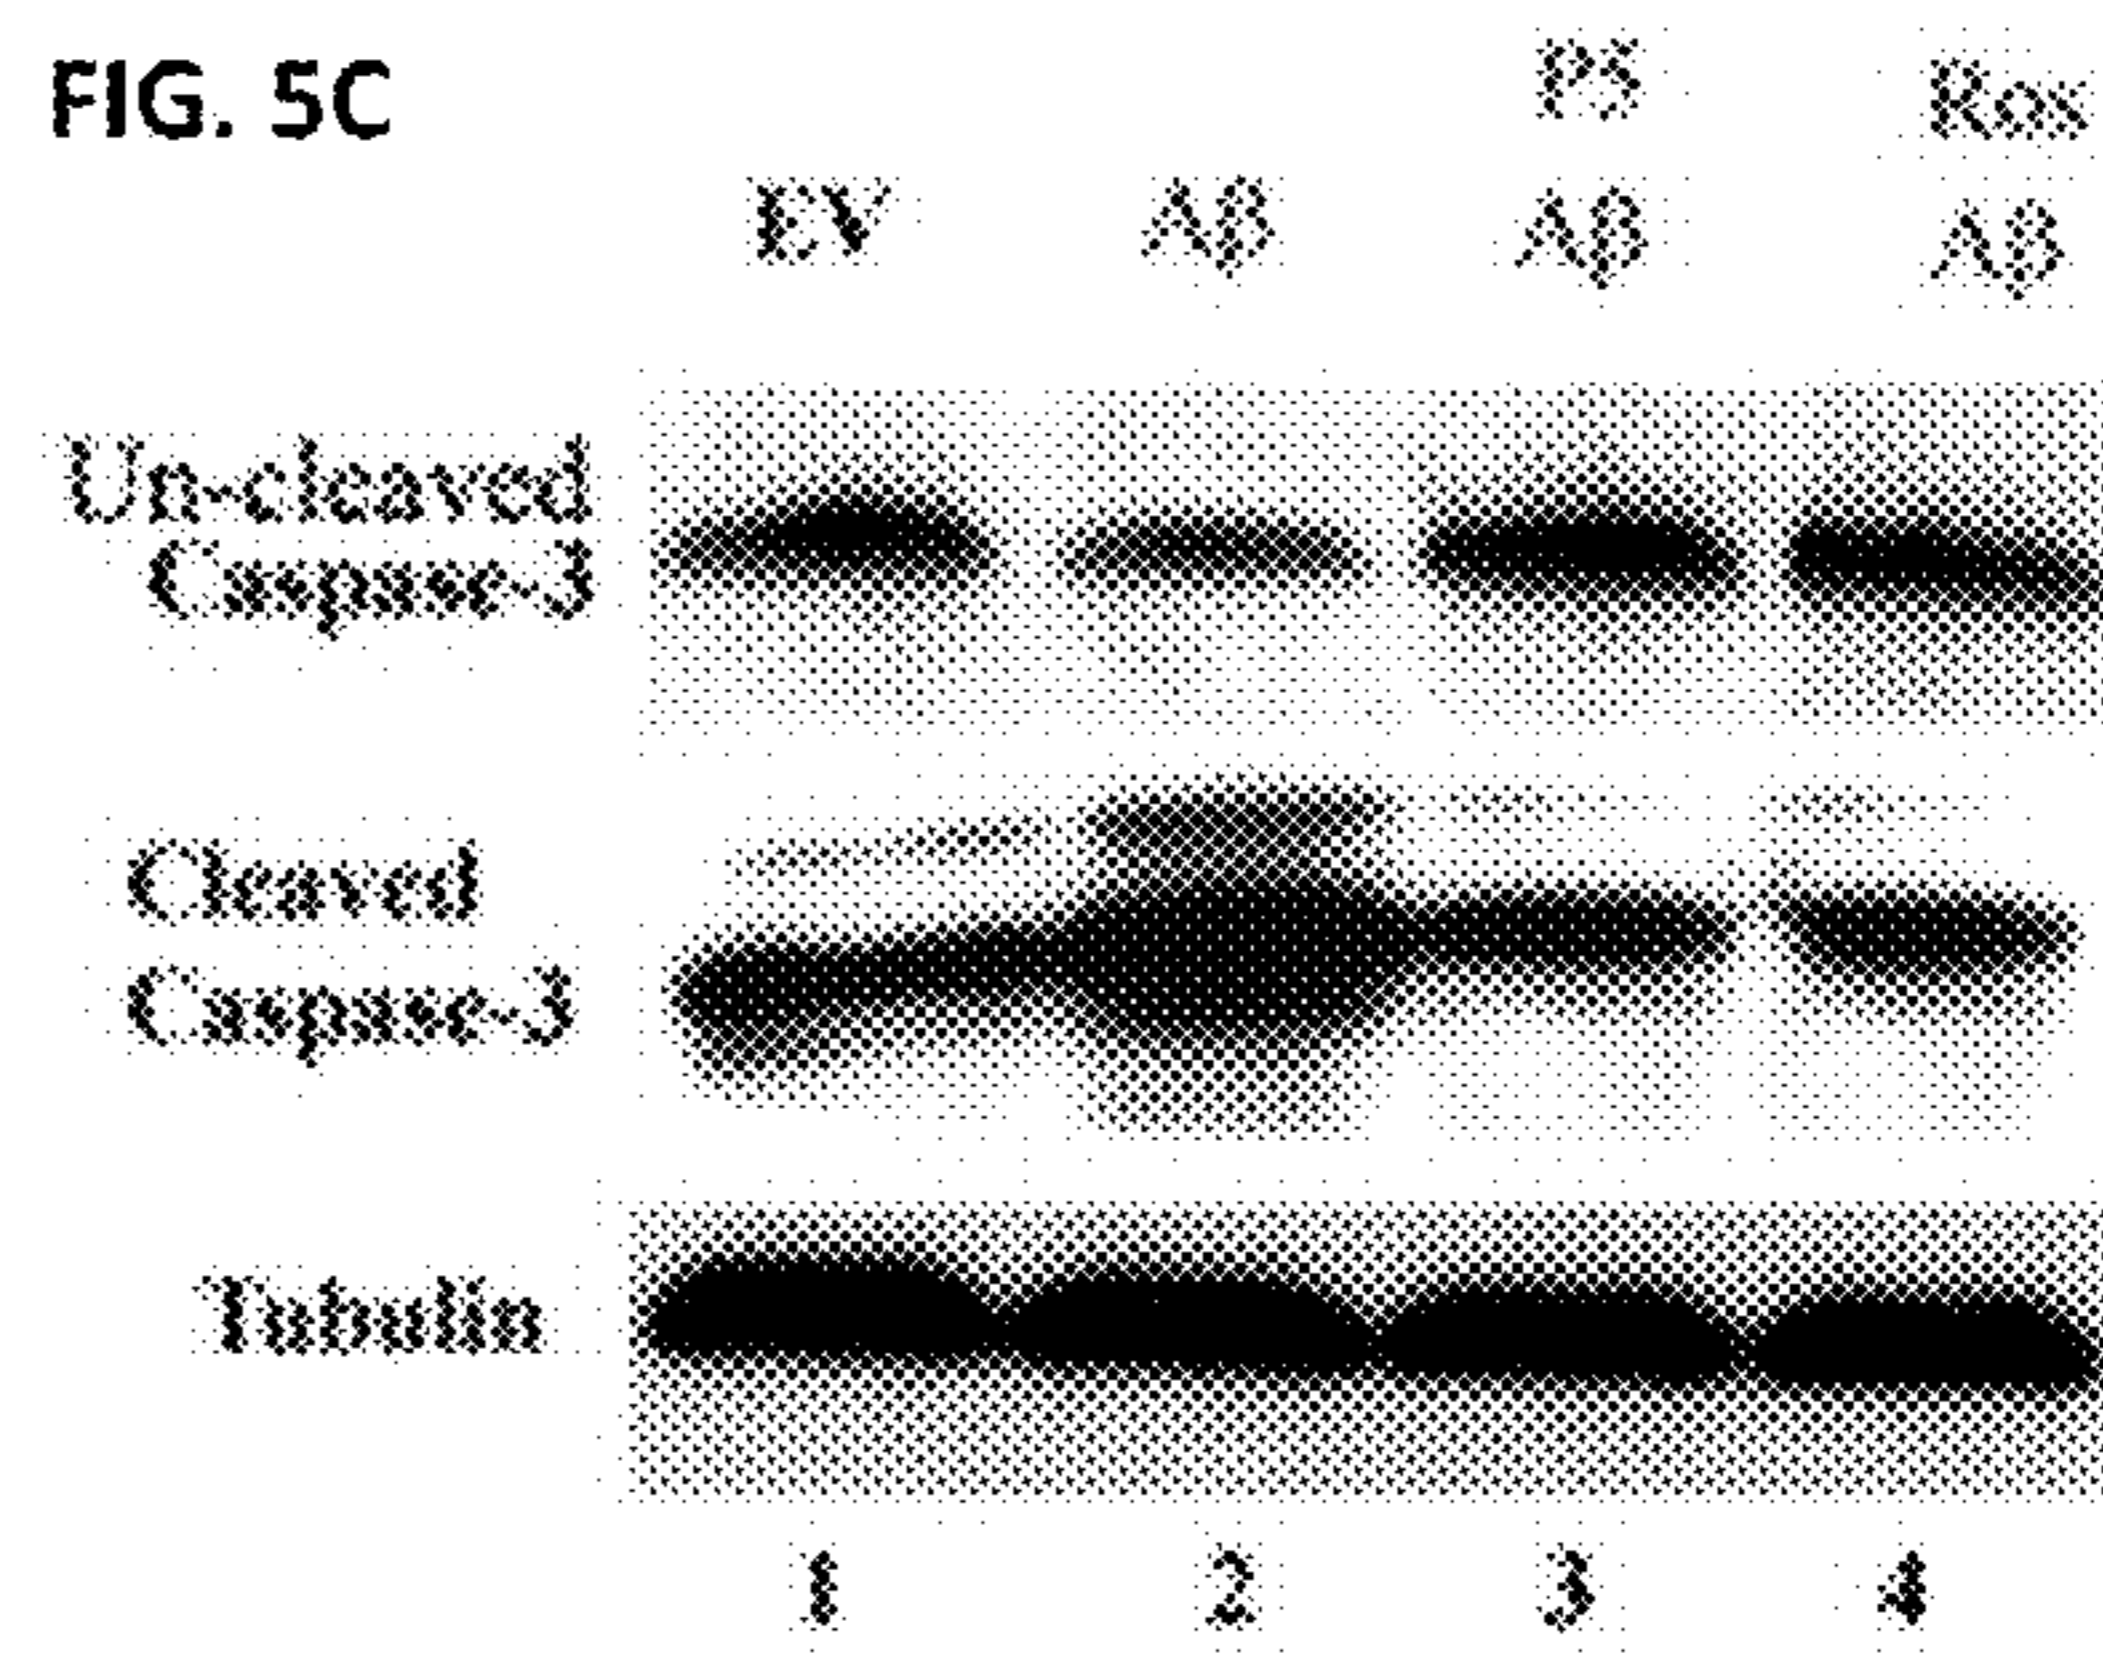 FIG. 5C
P5 Ros
EV Aβ Aβ Aβ
Un-cleaved
Caspase-3
Cleaved
Caspase-3
Tubulin
1 2 3 4